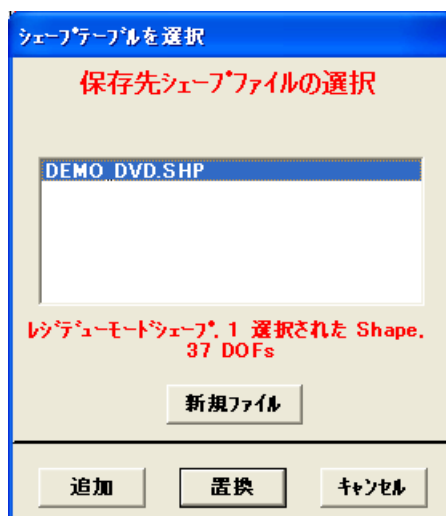 ｼｪｰﾌﾟﾃｰﾌﾞﾙを選択
保存先ｼｪｰﾌﾟﾌｧｲﾙの選択
DEMO_DVD.SHP
ﾚｼﾞﾃﾞｭｰﾓｰﾄﾞｼｪｰﾌﾟ. 1 選択された Shape.
37 DOFs
新規ﾌｧｲﾙ
追加
置換
ｷｬﾝｾﾙ